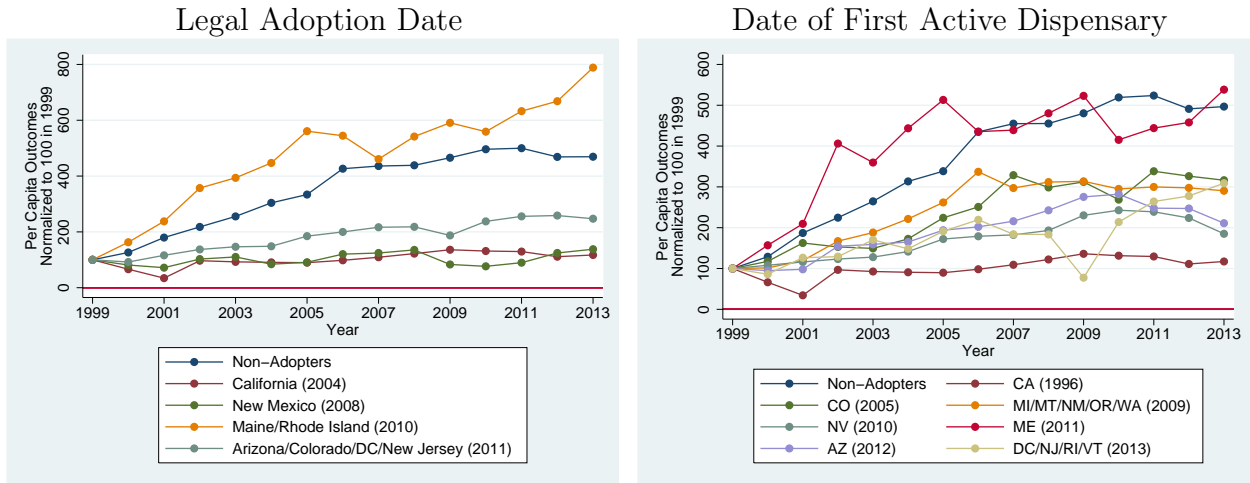 Legal Adoption Date
Per Capita Outcomes
Normalized to 100 in 1999
800
600
400
200
0
1999 2001 2003 2005 2007 2009 2011 2013
Year
Non−Adopters
California (2004)
New Mexico (2008)
Maine/Rhode Island (2010)
Arizona/Colorado/DC/New Jersey (2011)
Date of First Active Dispensary
Per Capita Outcomes
Normalized to 100 in 1999
600
500
400
300
200
100
0
1999 2001 2003 2005 2007 2009 2011 2013
Year
Non−Adopters CA (1996)
CO (2005) MI/MT/NM/OR/WA (2009)
NV (2010) ME (2011)
AZ (2012) DC/NJ/RI/VT (2013)